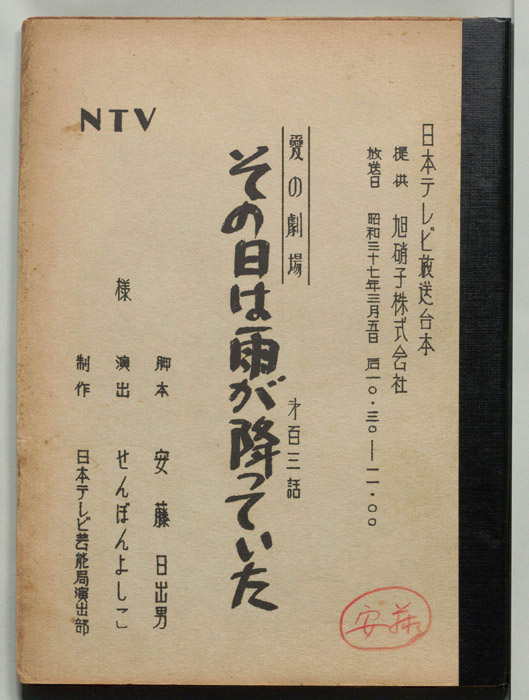 日本テレビ放送台本
提供 旭硝子株式会社
放送日 昭和三十七年三月五日 后一〇・三〇―一一・〇〇
愛の劇場
才百三話
その日は雨が降っていた
脚本 安藤日出男
演出 せんぼんよしこ
制作 日本テレビ芸能局演出部
様
NTV
安藤